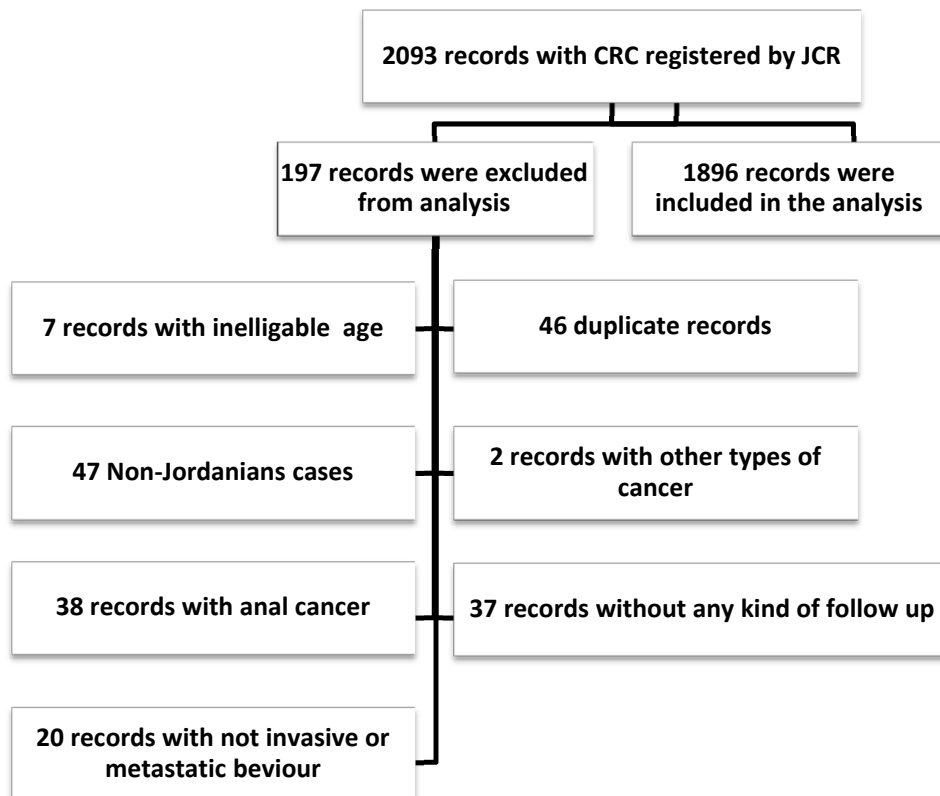 2093 records with CRC registered by JCR
197 records were excluded
from analysis
1896 records were
included in the analysis
7 records with inelligable age
46 duplicate records
47 Non-Jordanians cases
2 records with other types of
cancer
38 records with anal cancer
37 records without any kind of follow up
20 records with not invasive or
metastatic beviour